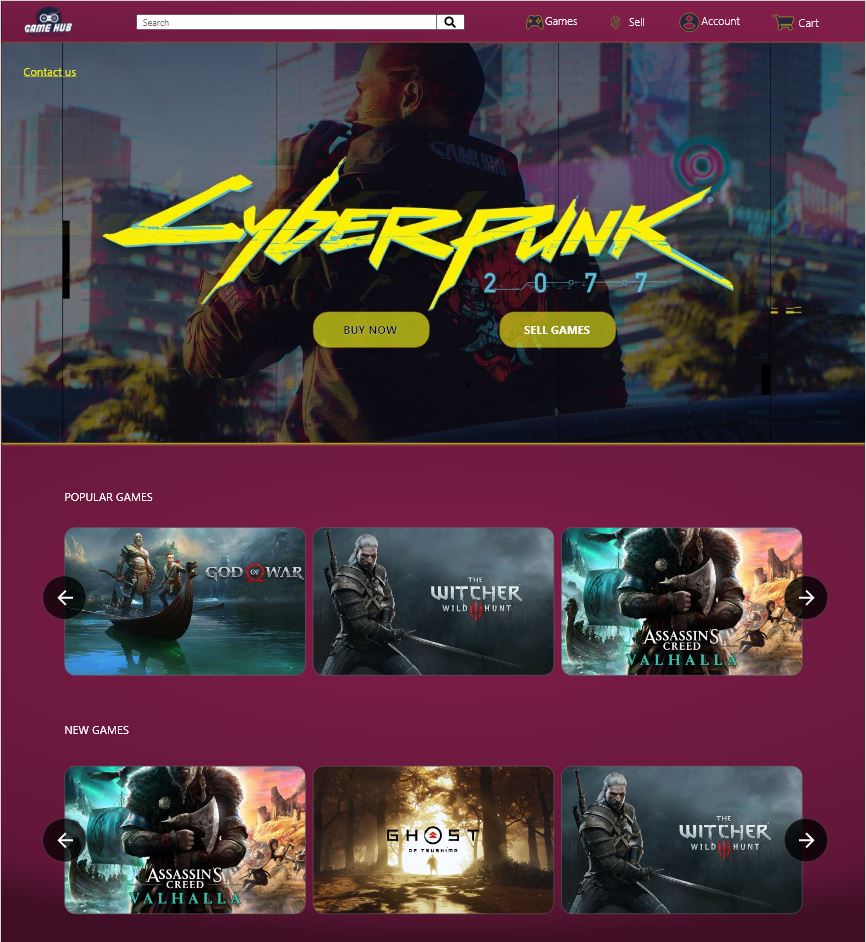 GAME HUB
Search
Games
Sell
Account
Cart
Contact us
SAMURAI
Cyberpunk
2077
BUY NOW
SELL GAMES
V
POPULAR GAMES
GOD OF WAR
THE
WITCHER
WILD HUNT
ASSASSIN'S
CREED
VALHALLA
NEW GAMES
ASSASSIN'S
CREED
VALHALLA
GHOST
OF TSUSHIMA
THE
WITCHER
WILD HUNT